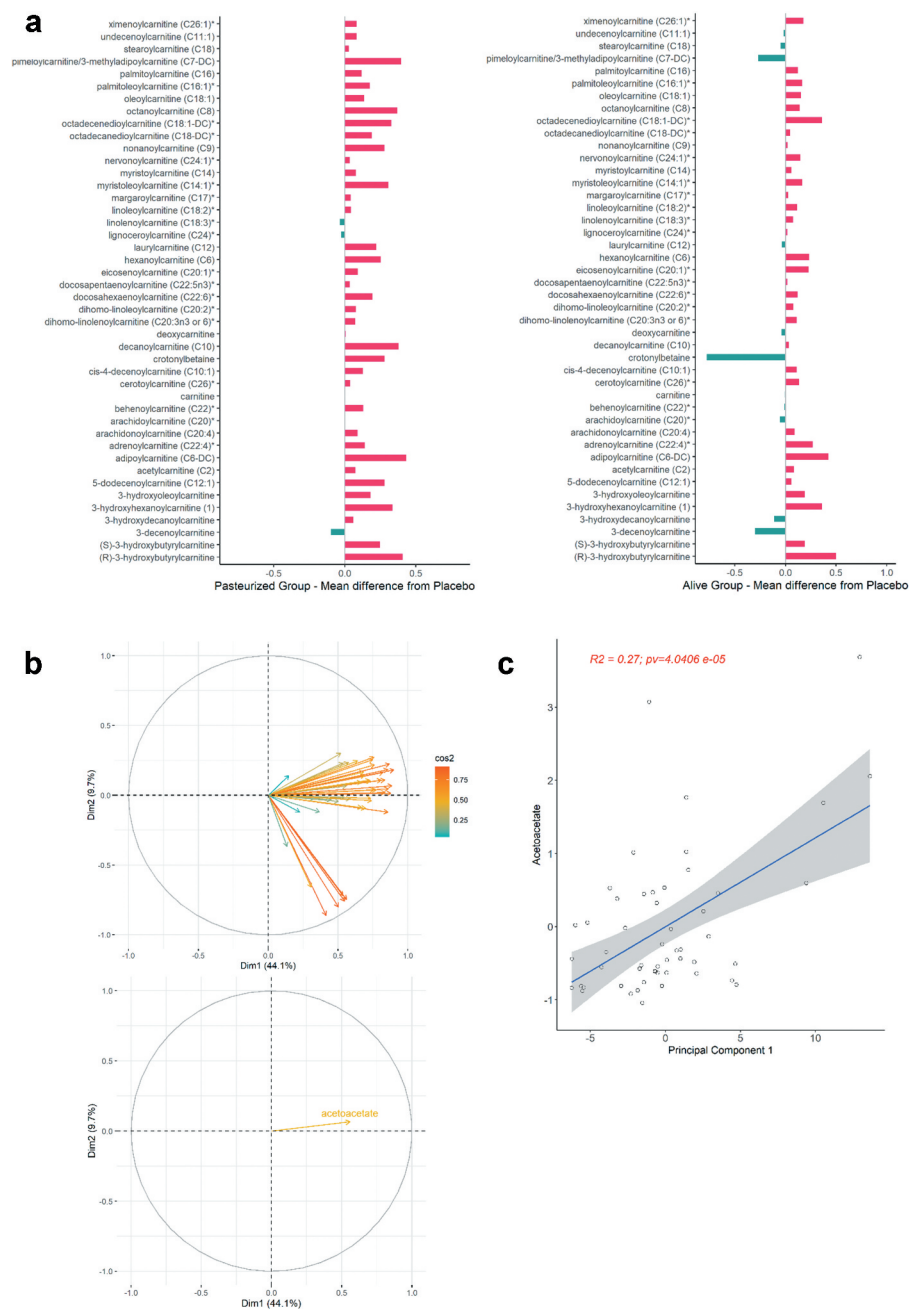 a
ximenoylcarnitine (C26:1)*
undecenoylcarnitine (C11:1)
stearoylcarnitine (C18)
pimeloylcarnitine/3-methyladipoylcarnitine (C7-DC)
palmitoylcarnitine (C16)
palmitoleoylcarnitine (C16:1)*
oleoylcarnitine (C18:1)
octanoylcarnitine (C8)
octadecenedioylcarnitine (C18:1-DC)*
octadecanedioylcarnitine (C18-DC)*
nonanoylcarnitine (C9)
nervonoylcarnitine (C24:1)*
myristoylcarnitine (C14)
myristoleoylcarnitine (C14:1)*
margaroylcarnitine (C17)*
linoleoylcarnitine (C18:2)*
linolenoylcarnitine (C18:3)*
lignoceroylcarnitine (C24)*
laurylcarnitine (C12)
hexanoylcarnitine (C6)
eicosenoylcarnitine (C20:1)*
docosapentaenoylcarnitine (C22:5n3)*
docosahexaenoylcarnitine (C22:6)*
dihomo-linoleoylcarnitine (C20:2)*
dihomo-linolenoylcarnitine (C20:3n3 or 6)*
deoxycarnitine
decanoylcarnitine (C10)
crotonylbetaine
cis-4-decenoylcarnitine (C10:1)
cerotoylcarnitine (C26)*
carnitine
behenoylcarnitine (C22)*
arachidoylcarnitine (C20)*
arachidonoylcarnitine (C20:4)
adrenoylcarnitine (C22:4)*
adipoylcarnitine (C6-DC)
acetylcarnitine (C2)
5-dodecenoylcarnitine (C12:1)
3-hydroxyoleoylcarnitine
3-hydroxyhexanoylcarnitine (1)
3-hydroxydecanoylcarnitine
3-decenoylcarnitine
(S)-3-hydroxybutyrylcarnitine
(R)-3-hydroxybutyrylcarnitine
-0.5 0.0 0.5
Pasteurized Group - Mean difference from Placebo
ximenoylcarnitine (C26:1)*
undecenoylcarnitine (C11:1)
stearoylcarnitine (C18)
pimeloylcarnitine/3-methyladipoylcarnitine (C7-DC)
palmitoylcarnitine (C16)
palmitoleoylcarnitine (C16:1)*
oleoylcarnitine (C18:1)
octanoylcarnitine (C8)
octadecenedioylcarnitine (C18:1-DC)*
octadecanedioylcarnitine (C18-DC)*
nonanoylcarnitine (C9)
nervonoylcarnitine (C24:1)*
myristoylcarnitine (C14)
myristoleoylcarnitine (C14:1)*
margaroylcarnitine (C17)*
linoleoylcarnitine (C18:2)*
linolenoylcarnitine (C18:3)*
lignoceroylcarnitine (C24)*
laurylcarnitine (C12)
hexanoylcarnitine (C6)
eicosenoylcarnitine (C20:1)*
docosapentaenoylcarnitine (C22:5n3)*
docosahexaenoylcarnitine (C22:6)*
dihomo-linoleoylcarnitine (C20:2)*
dihomo-linolenoylcarnitine (C20:3n3 or 6)*
deoxycarnitine
decanoylcarnitine (C10)
crotonylbetaine
cis-4-decenoylcarnitine (C10:1)
cerotoylcarnitine (C26)*
carnitine
behenoylcarnitine (C22)*
arachidoylcarnitine (C20)*
arachidonoylcarnitine (C20:4)
adrenoylcarnitine (C22:4)*
adipoylcarnitine (C6-DC)
acetylcarnitine (C2)
5-dodecenoylcarnitine (C12:1)
3-hydroxyoleoylcarnitine
3-hydroxyhexanoylcarnitine (1)
3-hydroxydecanoylcarnitine
3-decenoylcarnitine
(S)-3-hydroxybutyrylcarnitine
(R)-3-hydroxybutyrylcarnitine
-0.5 0.0 0.5 1.0
Alive Group - Mean difference from Placebo
b
1.0
0.5
0.0
-0.5
-1.0
Dim2 (9.7%)
-1.0 -0.5 0.0 0.5 1.0
Dim1 (44.1%)
cos2
0.75
0.50
0.25
1.0
0.5
0.0
-0.5
-1.0
Dim2 (9.7%)
acetoacetate
-1.0 -0.5 0.0 0.5 1.0
Dim1 (44.1%)
c
R2 = 0.27; pv=4.0406 e-05
3
2
1
0
-1
Acetoacetate
-5 0 5 10
Principal Component 1